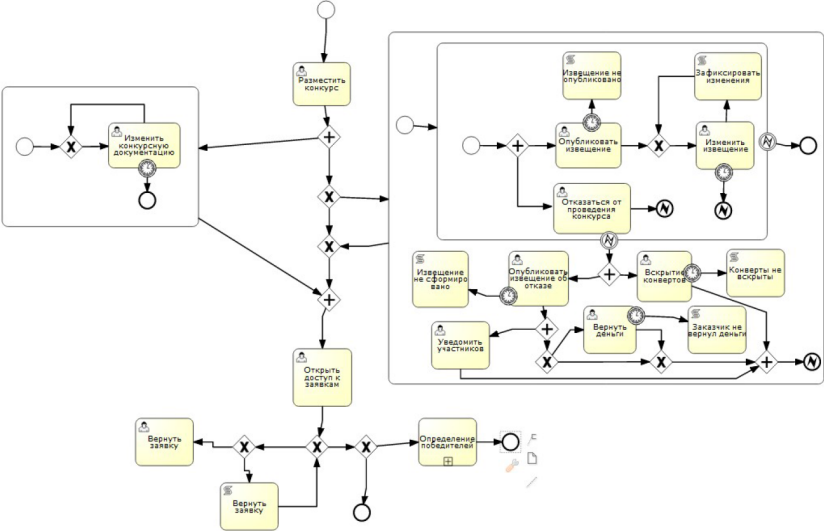 Разместить
конкурс
Изменить
конкурсную
документацию
Извещение не
опубликовано
Зафиксировать
изменения
Опубликовать
извещение
Изменить
извещение
Отказаться от
проведения
конкурса
Извещение
не сформиро
вано
Опубликовать
извещение об
отказе
Вскрытие
конвертов
Конверты не
вскрыты
Уведомить
участников
Вернуть
деньги
Заказчик не
вернул деньги
Открыть
доступ к
заявкам
Вернуть
заявку
Определение
победителей
Вернуть
заявку